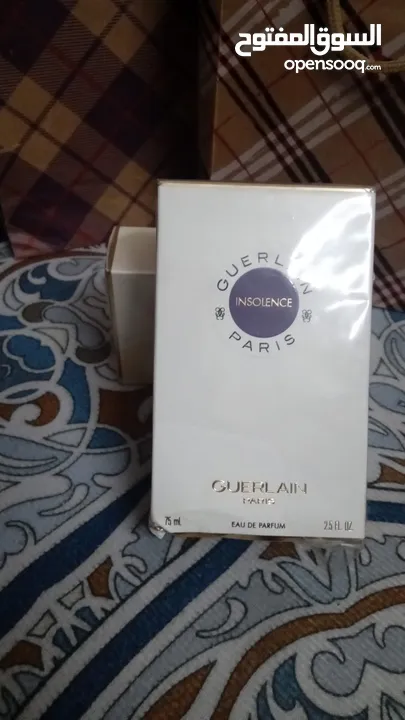 السوق المفتوح
opensooq.com
GUERLAIN
INSOLENCE
PARIS
GUERLAIN
PARIS
75 mL EAU DE PARFUM 2.5 FL. OZ.